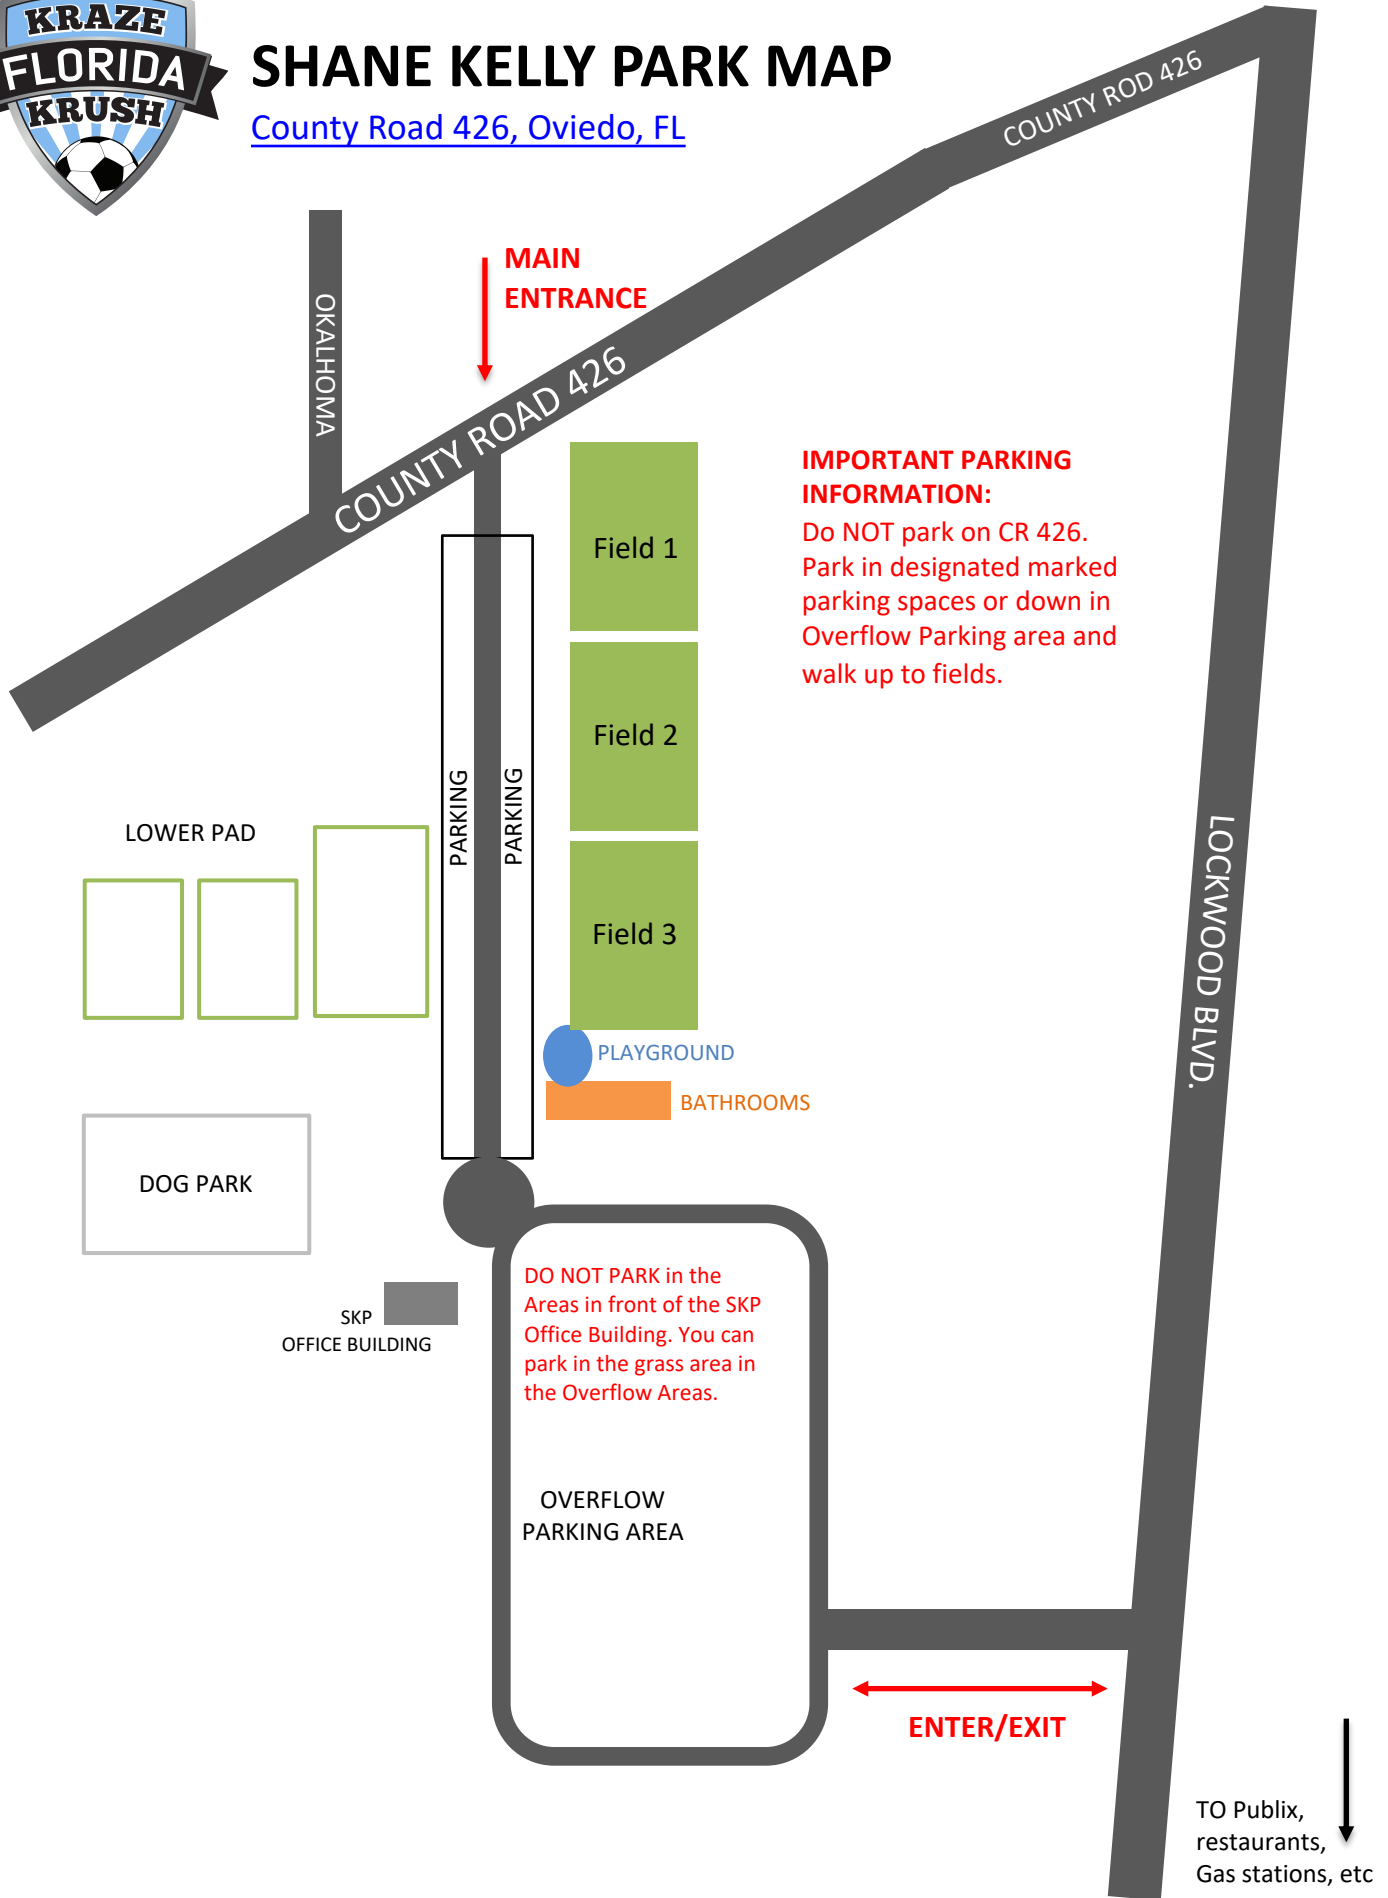 KRAZE
FLORIDA
KRUSH
SHANE KELLY PARK MAP
County Road 426, Oviedo, FL
COUNTY ROD 426
MAIN
ENTRANCE
OKALHOMA
COUNTY ROAD 426
IMPORTANT PARKING
INFORMATION:
Do NOT park on CR 426.
Park in designated marked
parking spaces or down in
Overflow Parking area and
walk up to fields.
Field 1
Field 2
Field 3
PARKING
PARKING
LOWER PAD
LOCKWOOD BLVD.
PLAYGROUND
BATHROOMS
DOG PARK
SKP
OFFICE BUILDING
DO NOT PARK in the
Areas in front of the SKP
Office Building. You can
park in the grass area in
the Overflow Areas.
OVERFLOW
PARKING AREA
ENTER/EXIT
TO Publix,
restaurants,
Gas stations, etc